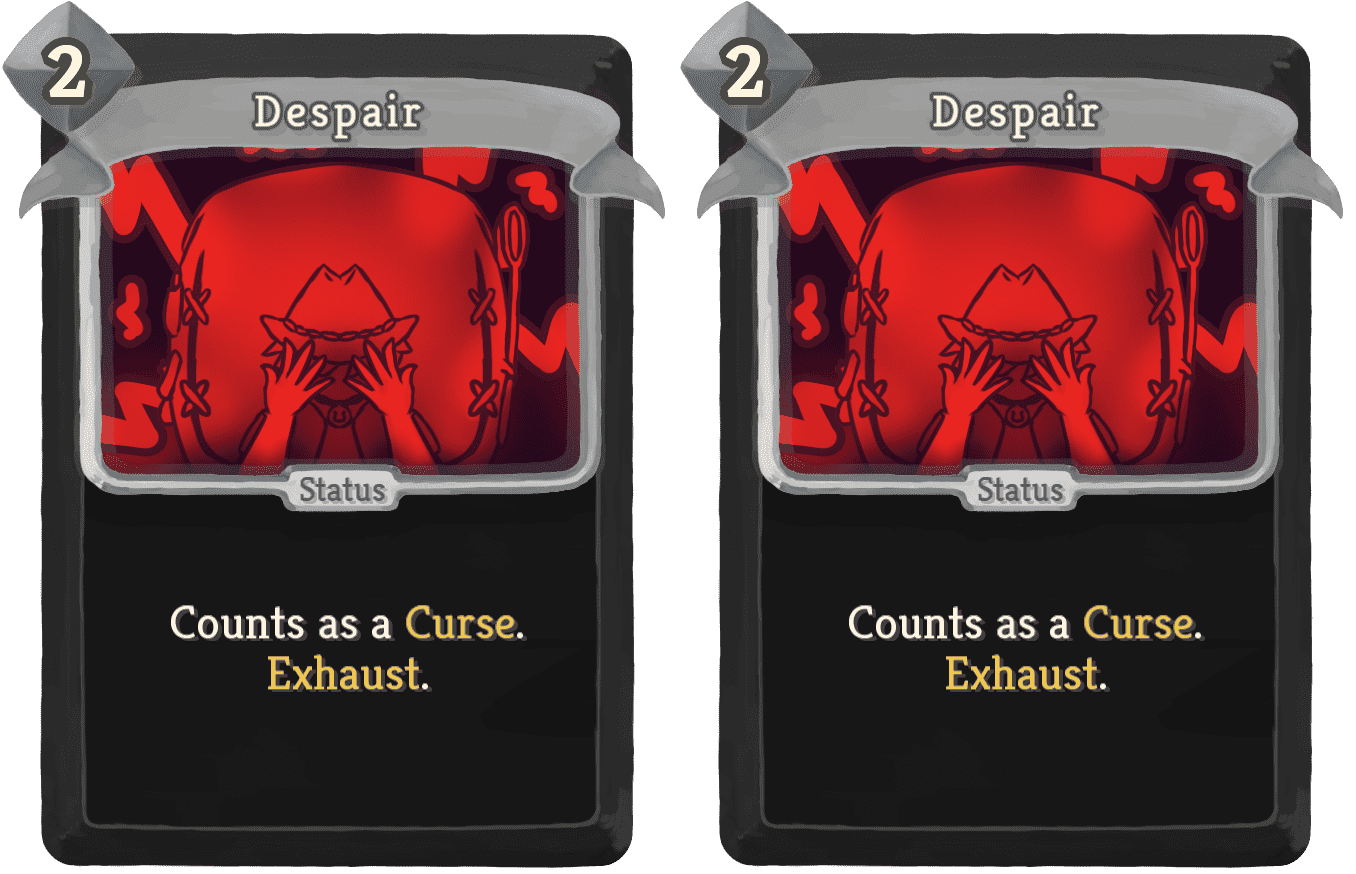 2
Despair
Status
Counts as a Curse.
Exhaust.
2
Despair
Status
Counts as a Curse.
Exhaust.